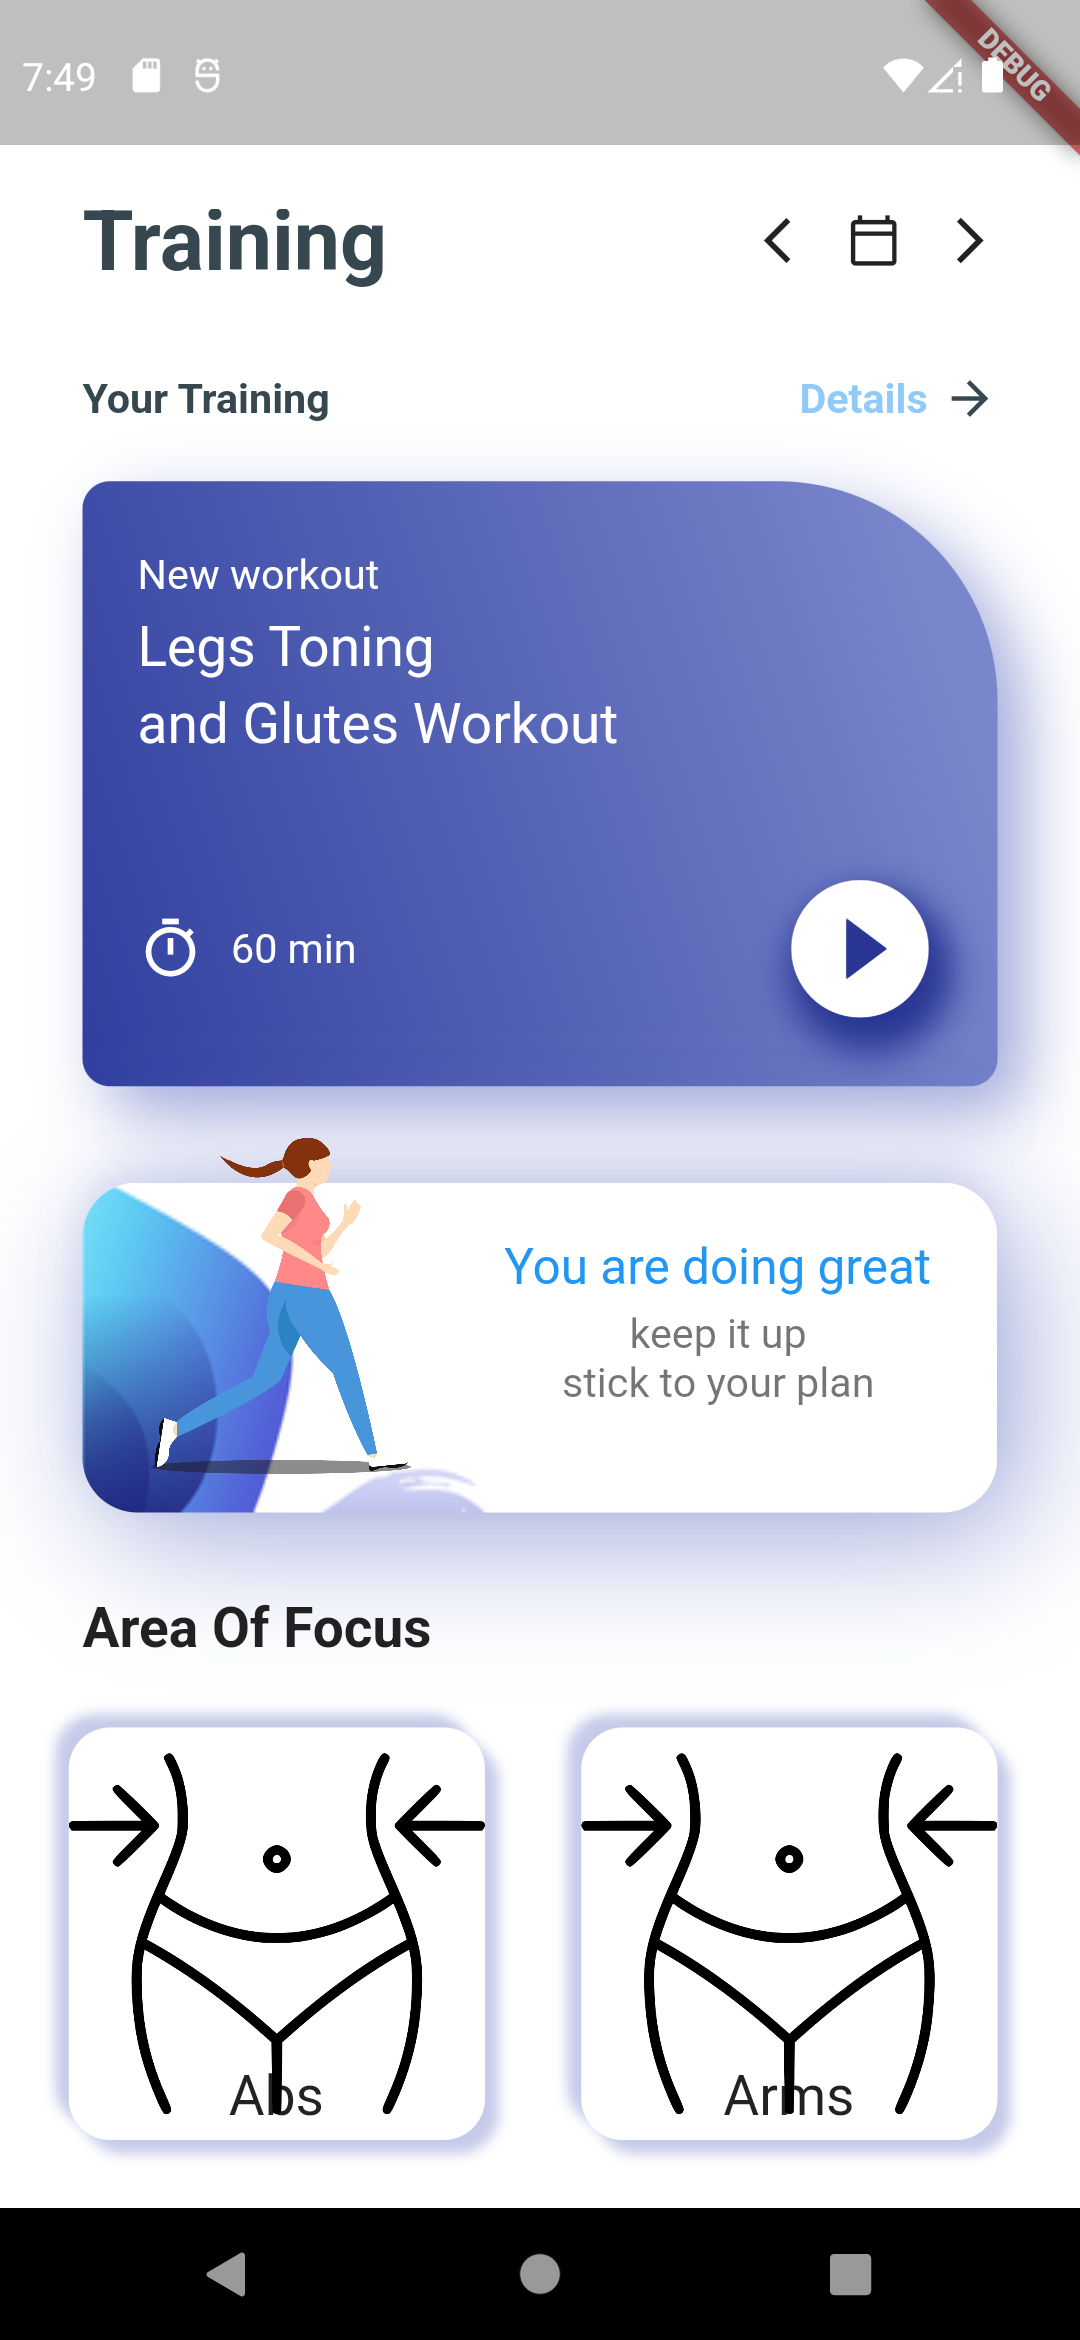 7:49
DEBUG
Training
Your Training
Details
New workout
Legs Toning
and Glutes Workout
60 min
You are doing great
keep it up
stick to your plan
Area Of Focus
Abs
Arms